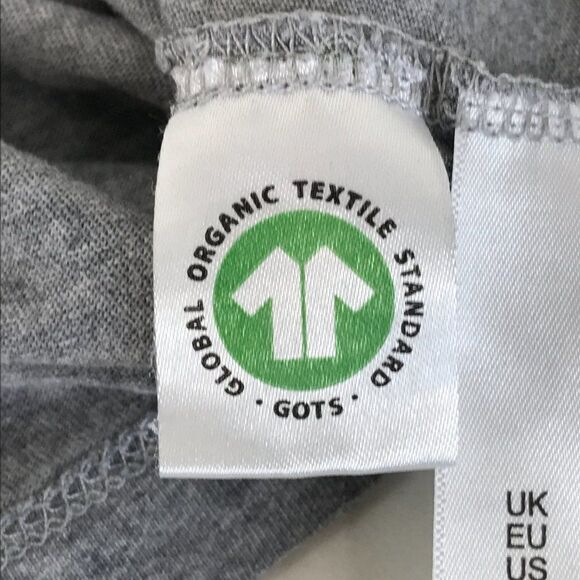 · GLOBAL ORGANIC TEXTILE STANDARD ·
GOTS
UK
EU
US